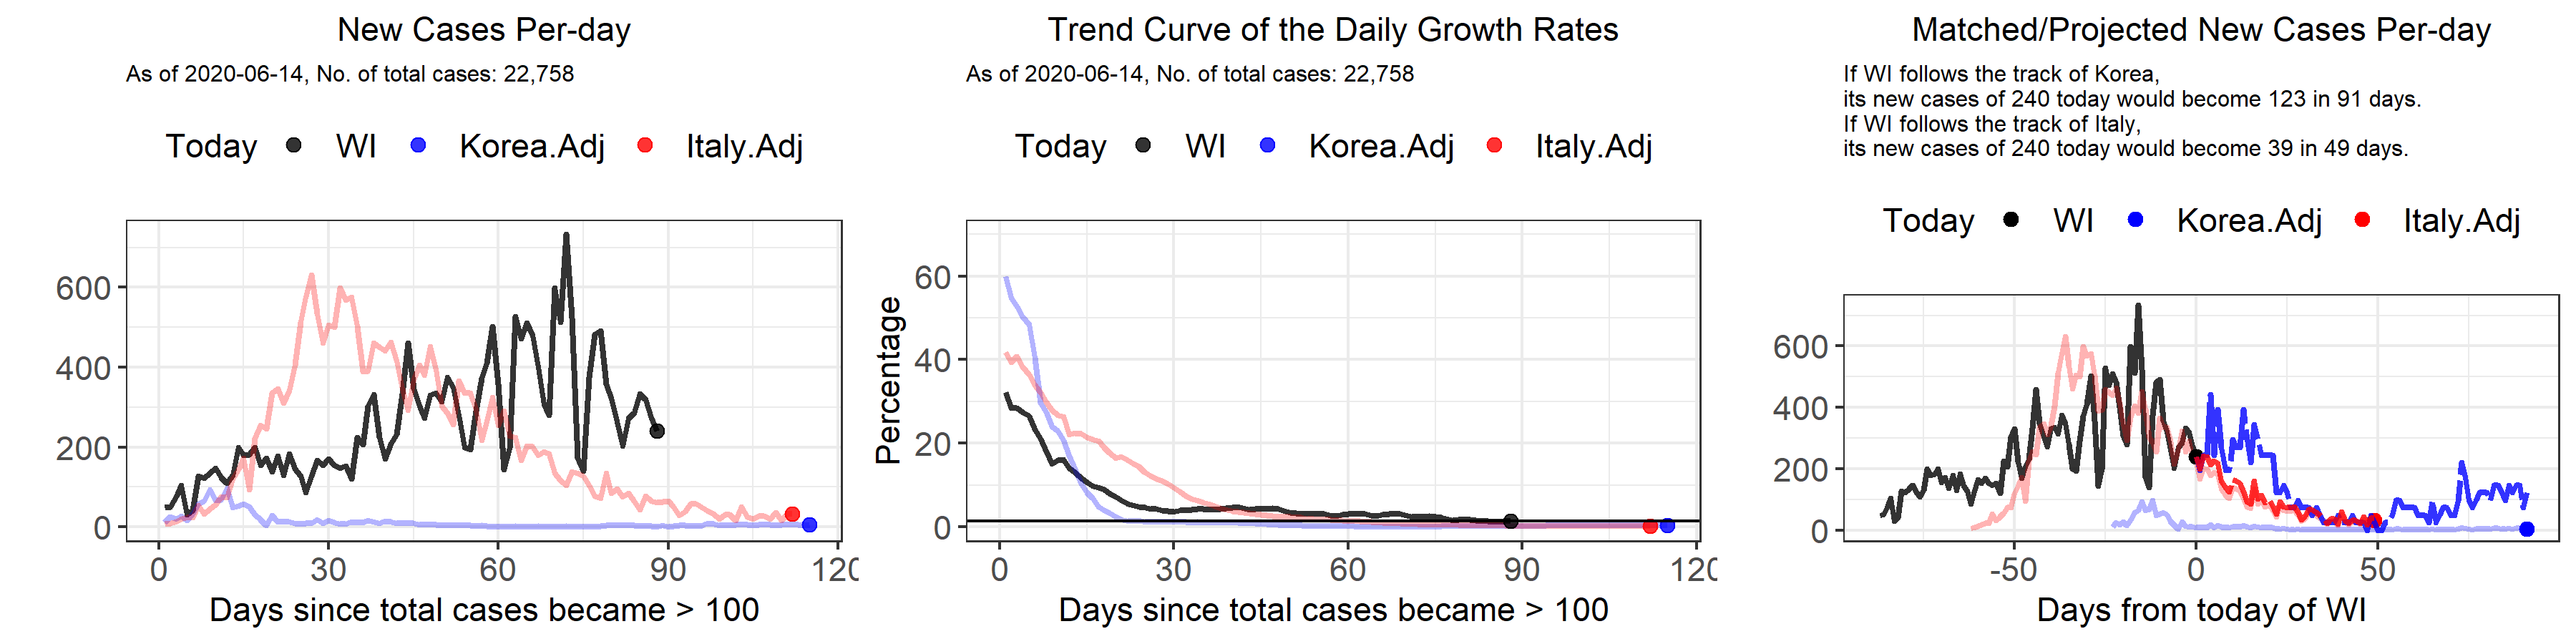 New Cases Per-day
As of 2020-06-14, No. of total cases: 22,758
Today WI Korea.Adj Italy.Adj
600
400
200
0
0 30 60 90 120
Days since total cases became > 100
Trend Curve of the Daily Growth Rates
As of 2020-06-14, No. of total cases: 22,758
Today WI Korea.Adj Italy.Adj
Percentage
60
40
20
0
0 30 60 90 120
Days since total cases became > 100
Matched/Projected New Cases Per-day
If WI follows the track of Korea,
its new cases of 240 today would become 123 in 91 days.
If WI follows the track of Italy,
its new cases of 240 today would become 39 in 49 days.
Today WI Korea.Adj Italy.Adj
600
400
200
0
-50 0 50
Days from today of WI